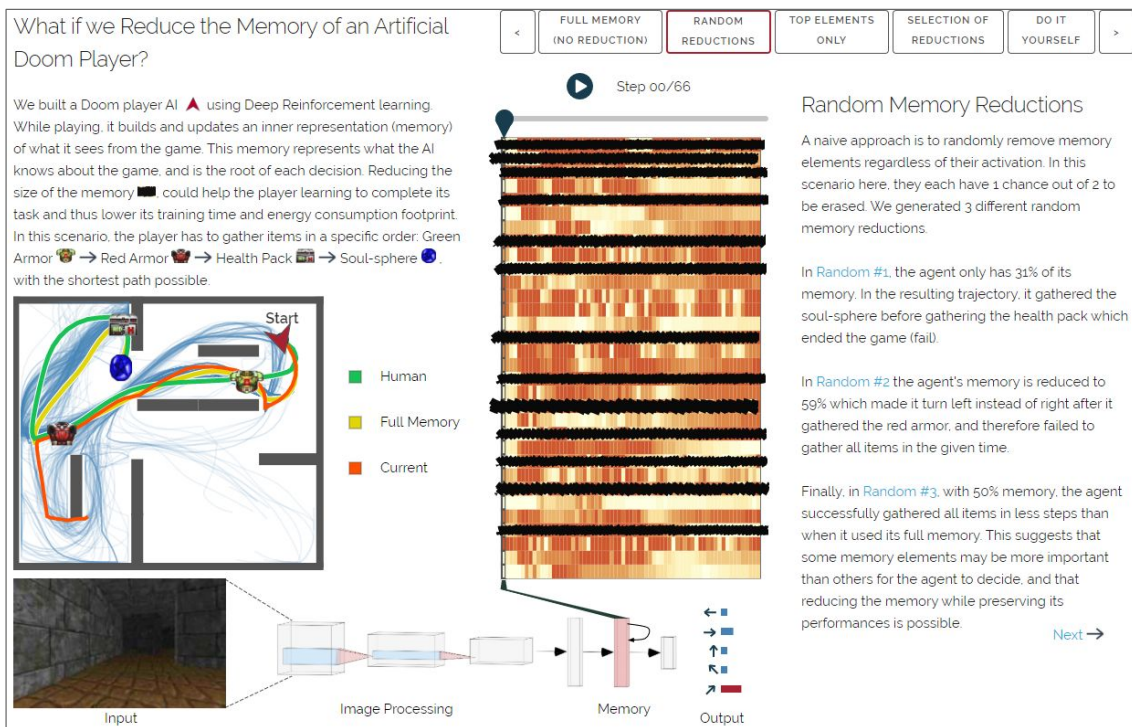 What if we Reduce the Memory of an Artificial
Doom Player?
We built a Doom player AI using Deep Reinforcement learning.
While playing, it builds and updates an inner representation (memory)
of what it sees from the game. This memory represents what the AI
knows about the game, and is the root of each decision. Reducing
the size of the memory , could help the player learning to complete its
task and thus lower its training time and energy consumption footprint.
In this scenario, the player has to gather items in a specific order: Green
Armor → Red Armor → Health Pack → Soul-sphere ,
with the shortest path possible.
Start
Human
Full Memory
Current
Input
Image Processing
Memory
Output
<
FULL MEMORY
(NO REDUCTION)
RANDOM
REDUCTIONS
TOP ELEMENTS
ONLY
SELECTION OF
REDUCTIONS
DO IT
YOURSELF
>
Step 00/66
Random Memory Reductions
A naive approach is to randomly remove memory
elements regardless of their activation. In this
scenario here, they each have 1 chance out of 2 to
be erased. We generated 3 different random
memory reductions.
In Random #1, the agent only has 31% of its
memory. In the resulting trajectory, it gathered the
soul-sphere before gathering the health pack which
ended the game (fail).
In Random #2 the agent's memory is reduced to
59% which made it turn left instead of right after it
gathered the red armor, and therefore failed to
gather all items in the given time.
Finally, in Random #3, with 50% memory, the agent
successfully gathered all items in less steps than
when it used its full memory. This suggests that
some memory elements may be more important
than others for the agent to decide, and that
reducing the memory while preserving its
performances is possible.
Next →